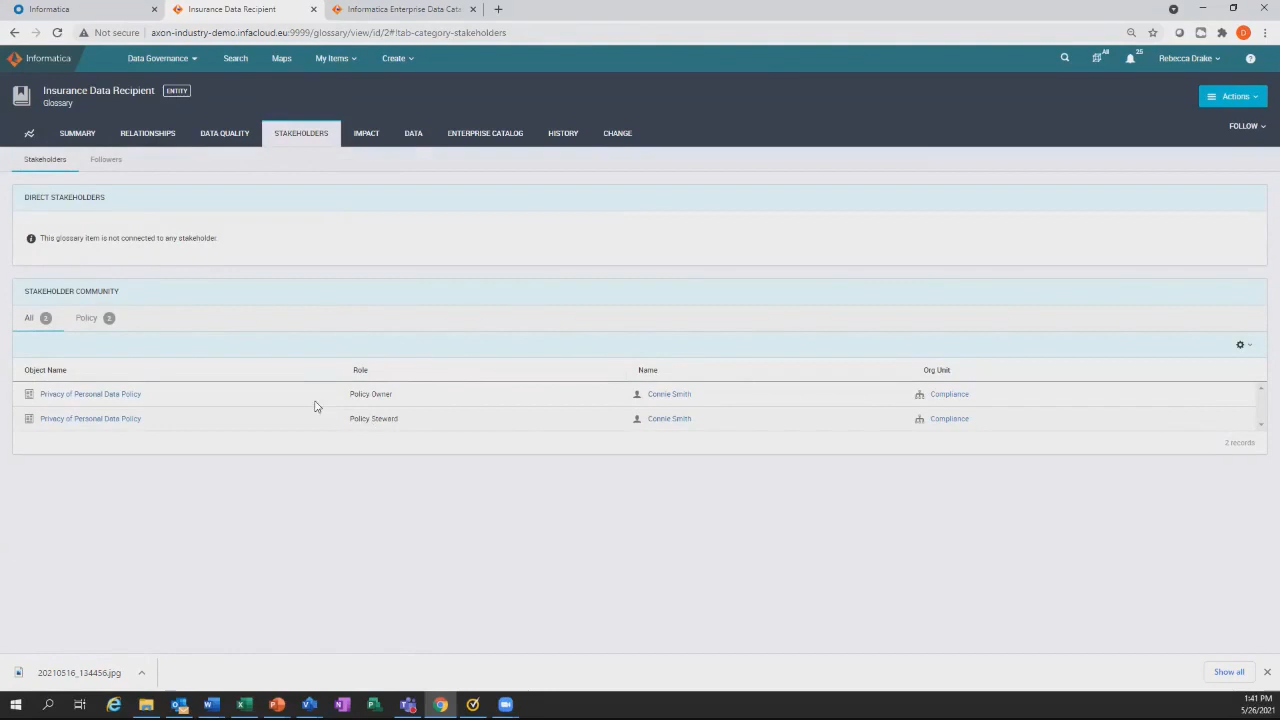 Informatica
Insurance Data Recipient
Informatica Enterprise Data Cat
Not secure
axon-industry-demo.infacloud.eu:9999/glossary/view/id/2#!tab-category-stakeholders
D
Informatica
Data Governance
Search
Maps
My Items
Create
All
25
Rebecca Drake
Insurance Data Recipient
ENTITY
Glossary
Actions
SUMMARY
RELATIONSHIPS
DATA QUALITY
STAKEHOLDERS
IMPACT
DATA
ENTERPRISE CATALOG
HISTORY
CHANGE
FOLLOW
Stakeholders
Followers
DIRECT STAKEHOLDERS
This glossary item is not connected to any stakeholder.
STAKEHOLDER COMMUNITY
All 2
Policy 2
Object Name
Role
Name
Org Unit
Privacy of Personal Data Policy
Policy Owner
Connie Smith
Compliance
Privacy of Personal Data Policy
Policy Steward
Connie Smith
Compliance
2 records
20210516_134456.jpg
Show all
1:41 PM
5/26/2021